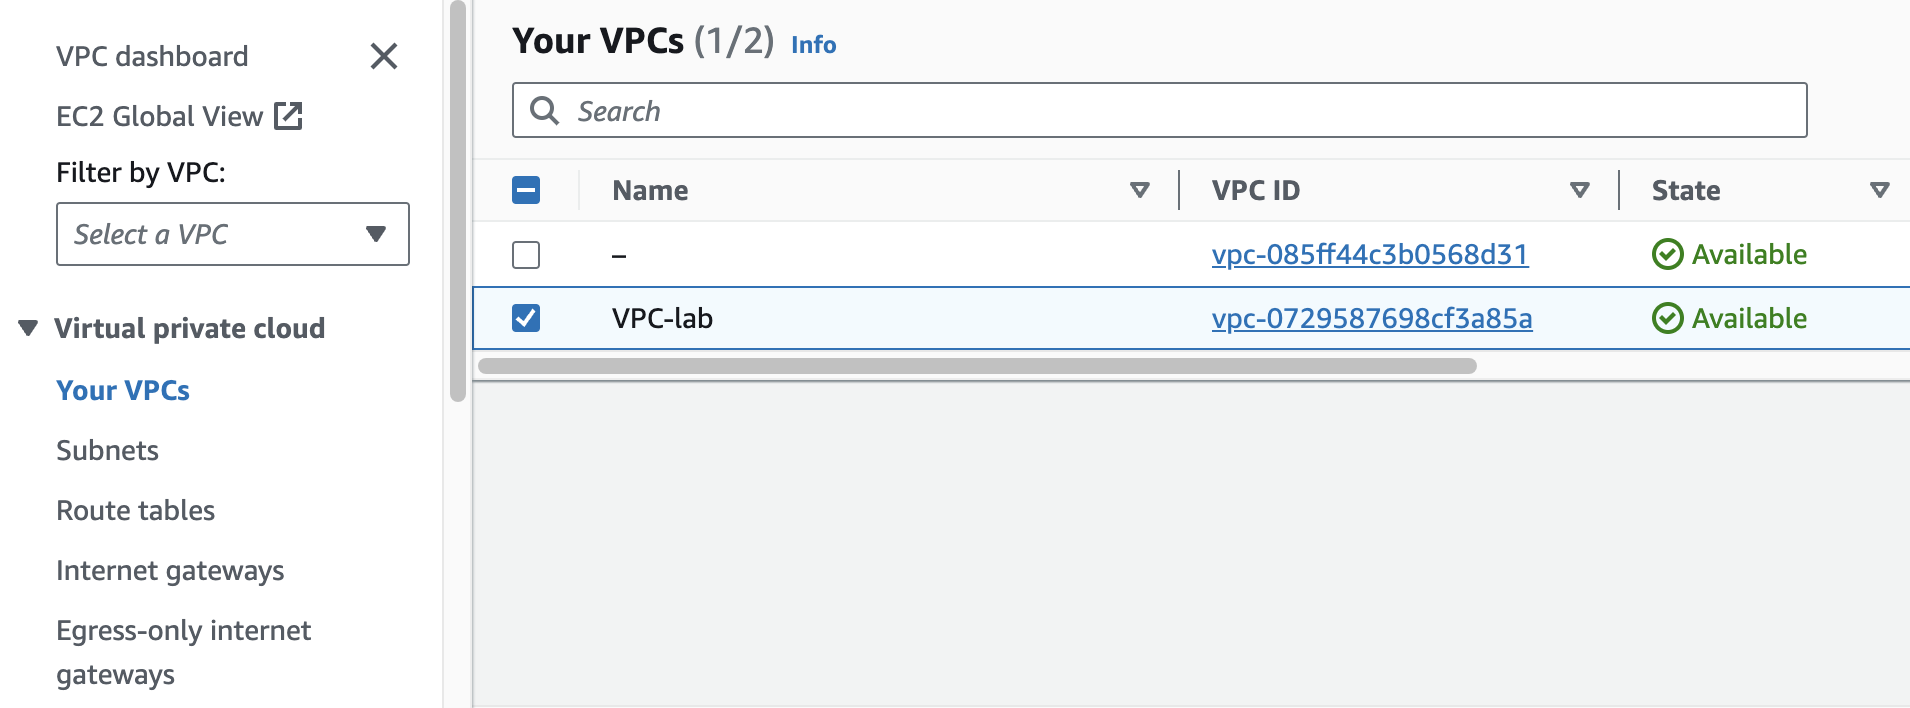 VPC dashboard
EC2 Global View
Filter by VPC:
Select a VPC
Virtual private cloud
Your VPCs
Subnets
Route tables
Internet gateways
Egress-only internet
gateways
Your VPCs (1/2) Info
Search
Name VPC ID State
– vpc-085ff44c3b0568d31 Available
VPC-lab vpc-0729587698cf3a85a Available